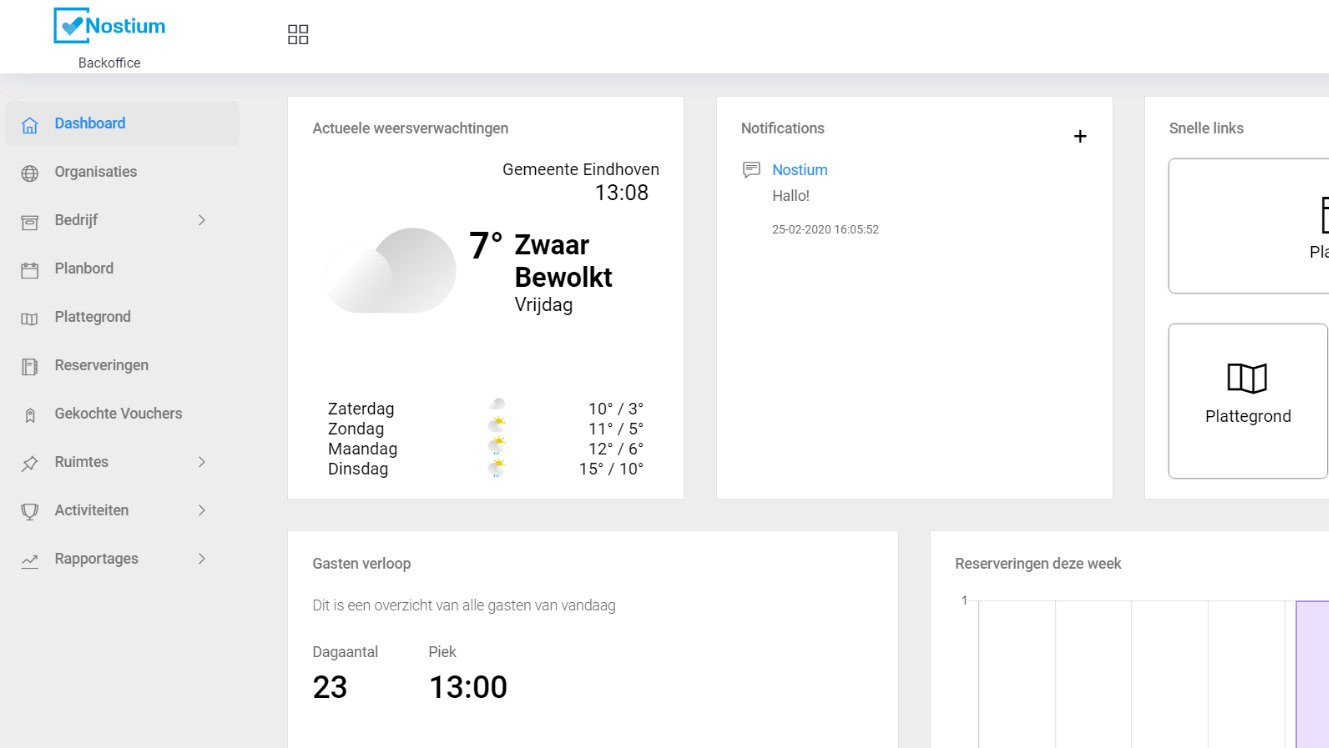 Nostium
Backoffice
Dashboard
Organisaties
Bedrijf
Planbord
Plattegrond
Reserveringen
Gekochte Vouchers
Ruimtes
Activiteiten
Rapportages
Actueele weersverwachtingen
Gemeente Eindhoven
13:08
7° Zwaar
Bewolkt
Vrijdag
Zaterdag 10° / 3°
Zondag 11° / 5°
Maandag 12° / 6°
Dinsdag 15° / 10°
Notifications +
Nostium
Hallo!
25-02-2020 16:05:52
Snelle links
Pla
Plattegrond
Gasten verloop
Dit is een overzicht van alle gasten van vandaag
Dagaantal Piek
23 13:00
Reserveringen deze week
1